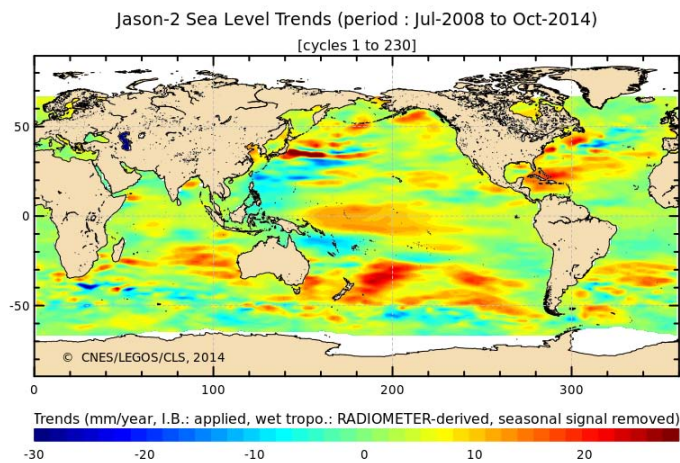 Jason-2 Sea Level Trends (period : Jul-2008 to Oct-2014)
[cycles 1 to 230]
50
0
-50
© CNES/LEGOS/CLS, 2014
0 100 200 300
Trends (mm/year, I.B.: applied, wet tropo.: RADIOMETER-derived, seasonal signal removed)
-30 -20 -10 0 10 20